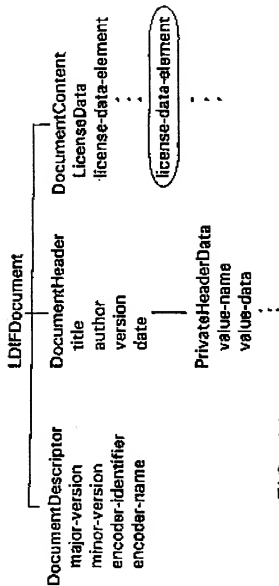 LDIFDocument
DocumentDescriptor
major-version
minor-version
encoder-identifier
encoder-name
DocumentHeader
title
author
version
date
PrivateHeaderData
value-name
value-data
DocumentContent
LicenseData
license-data-element
license-data-element